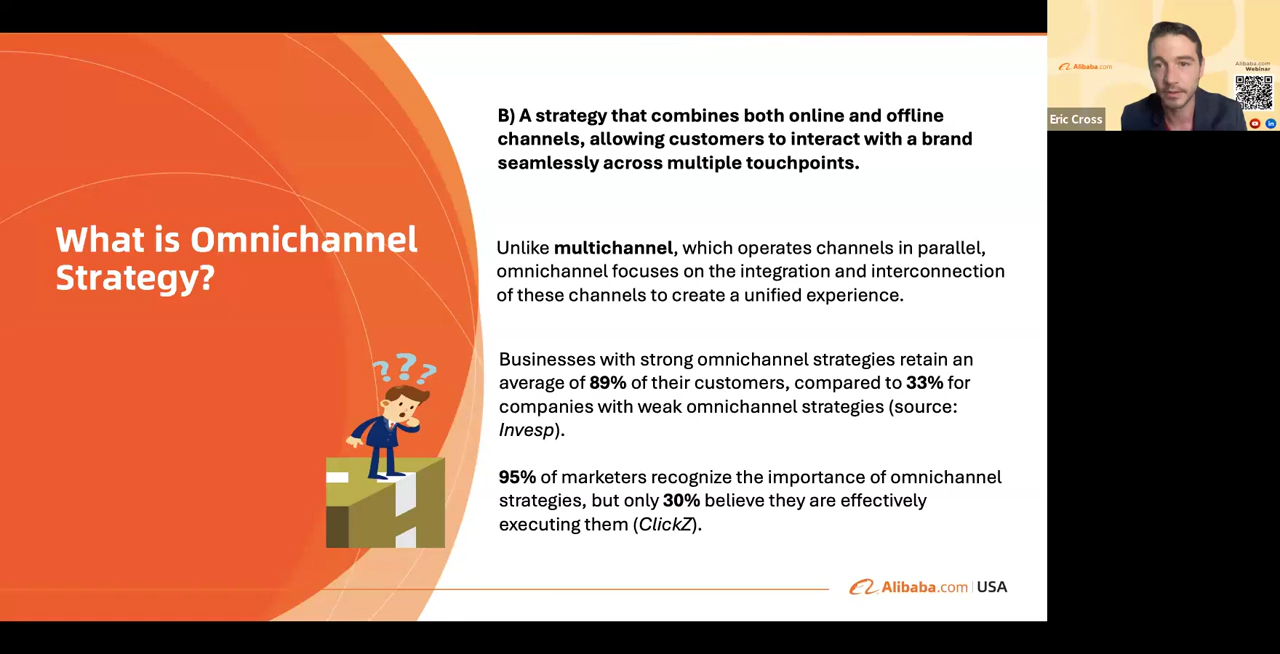 What is Omnichannel
Strategy?
B) A strategy that combines both online and offline
channels, allowing customers to interact with a brand
seamlessly across multiple touchpoints.
Unlike multichannel, which operates channels in parallel,
omnichannel focuses on the integration and interconnection
of these channels to create a unified experience.
Businesses with strong omnichannel strategies retain an
average of 89% of their customers, compared to 33% for
companies with weak omnichannel strategies (source:
Invesp).
95% of marketers recognize the importance of omnichannel
strategies, but only 30% believe they are effectively
executing them (ClickZ).
???
Alibaba.com | USA
Alibaba.com
Alibaba.com
Webinar
Eric Cross